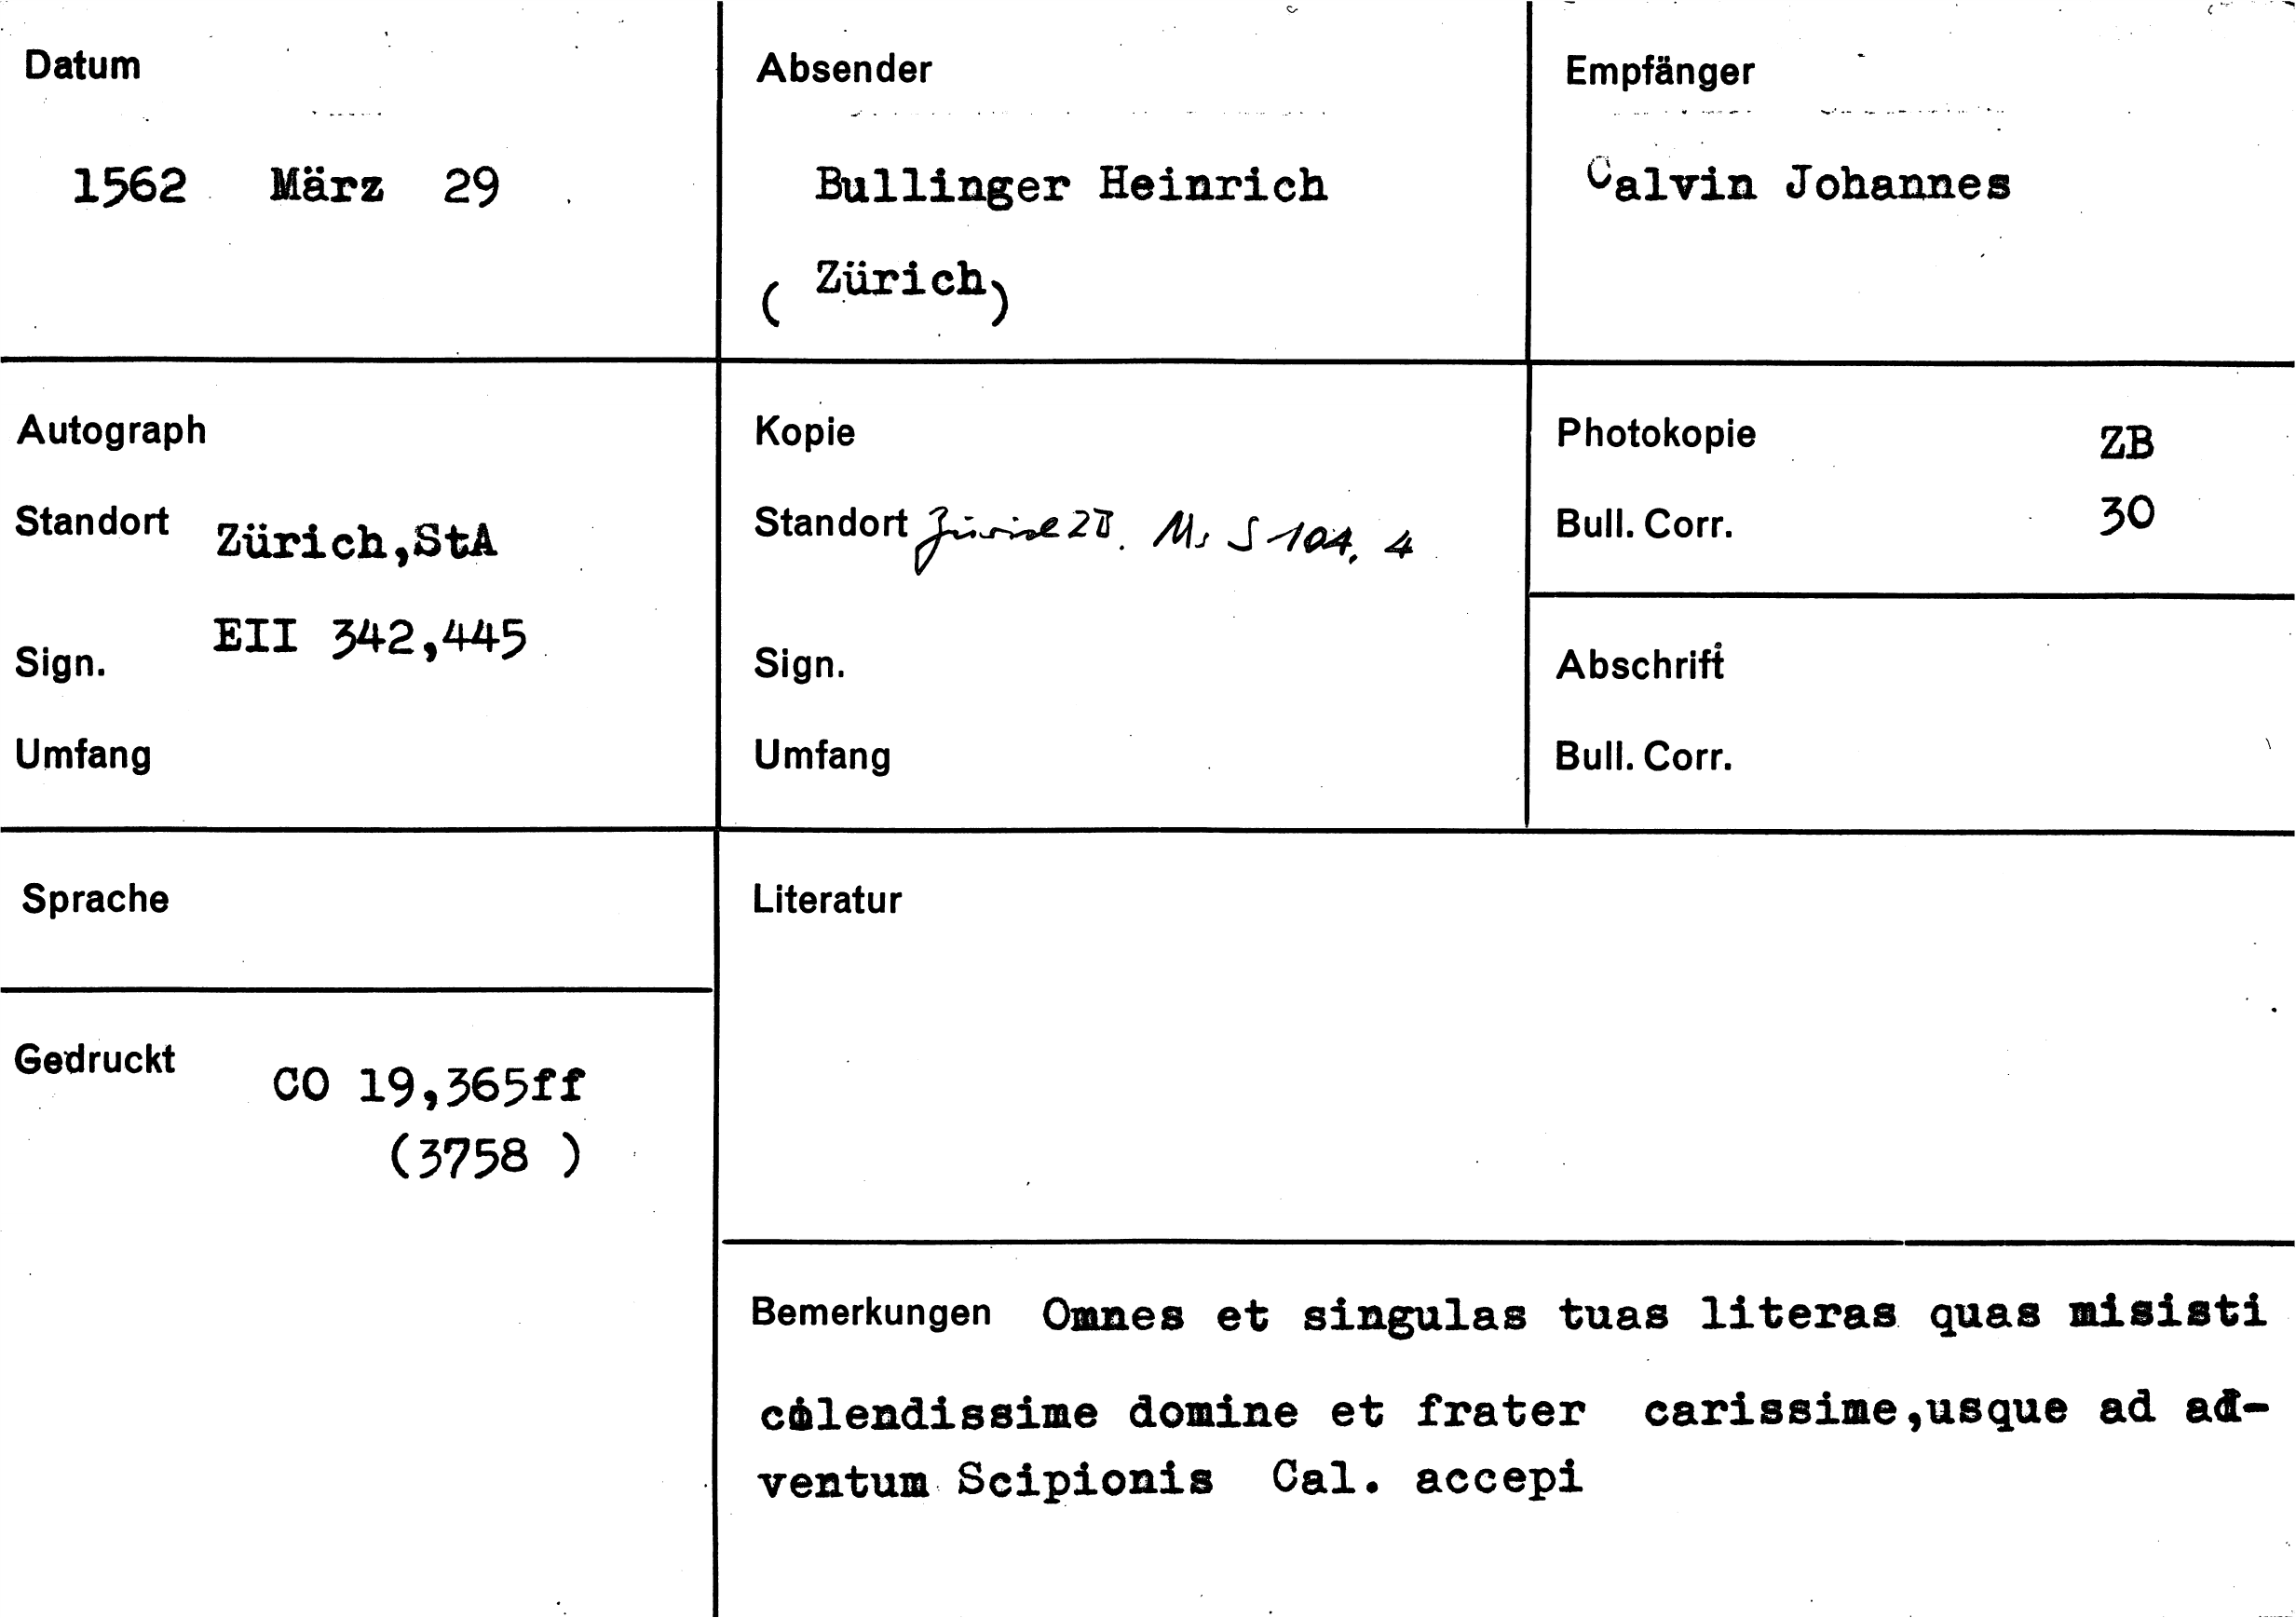 Datum
1562 März 29
Absender
Bullinger Heinrich
( Zürich)
Empfänger
Calvin Johannes
Autograph
Standort Zürich,StA
Sign. EII 342,445
Umfang
Kopie
Standort Zürich ZB. Ms S 104, 4
Sign.
Umfang
Photokopie ZB
Bull. Corr. 30
Abschrift
Bull. Corr.
Sprache
Gedruckt CO 19,365ff
(3758 )
Literatur
Bemerkungen Omnes et singulas tuas literas quas misisti
colendissime domine et frater carissime,usque ad ad-
ventum Scipionis Cal. accepi